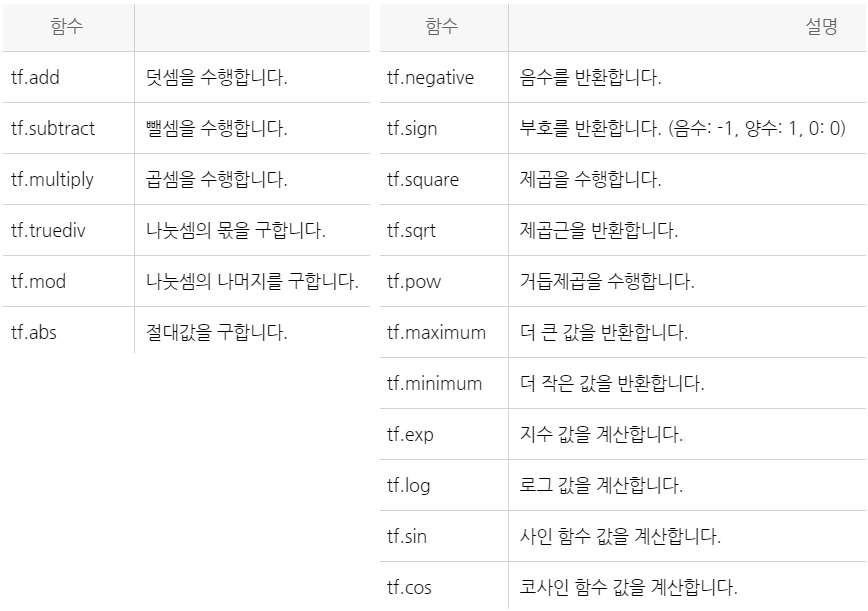 함수
tf.add 덧셈을 수행합니다.
tf.subtract 뺄셈을 수행합니다.
tf.multiply 곱셈을 수행합니다.
tf.truediv 나눗셈의 몫을 구합니다.
tf.mod 나눗셈의 나머지를 구합니다.
tf.abs 절대값을 구합니다.
함수 설명
tf.negative 음수를 반환합니다.
tf.sign 부호를 반환합니다. (음수: -1, 양수: 1, 0: 0)
tf.square 제곱을 수행합니다.
tf.sqrt 제곱근을 반환합니다.
tf.pow 거듭제곱을 수행합니다.
tf.maximum 더 큰 값을 반환합니다.
tf.minimum 더 작은 값을 반환합니다.
tf.exp 지수 값을 계산합니다.
tf.log 로그 값을 계산합니다.
tf.sin 사인 함수 값을 계산합니다.
tf.cos 코사인 함수 값을 계산합니다.